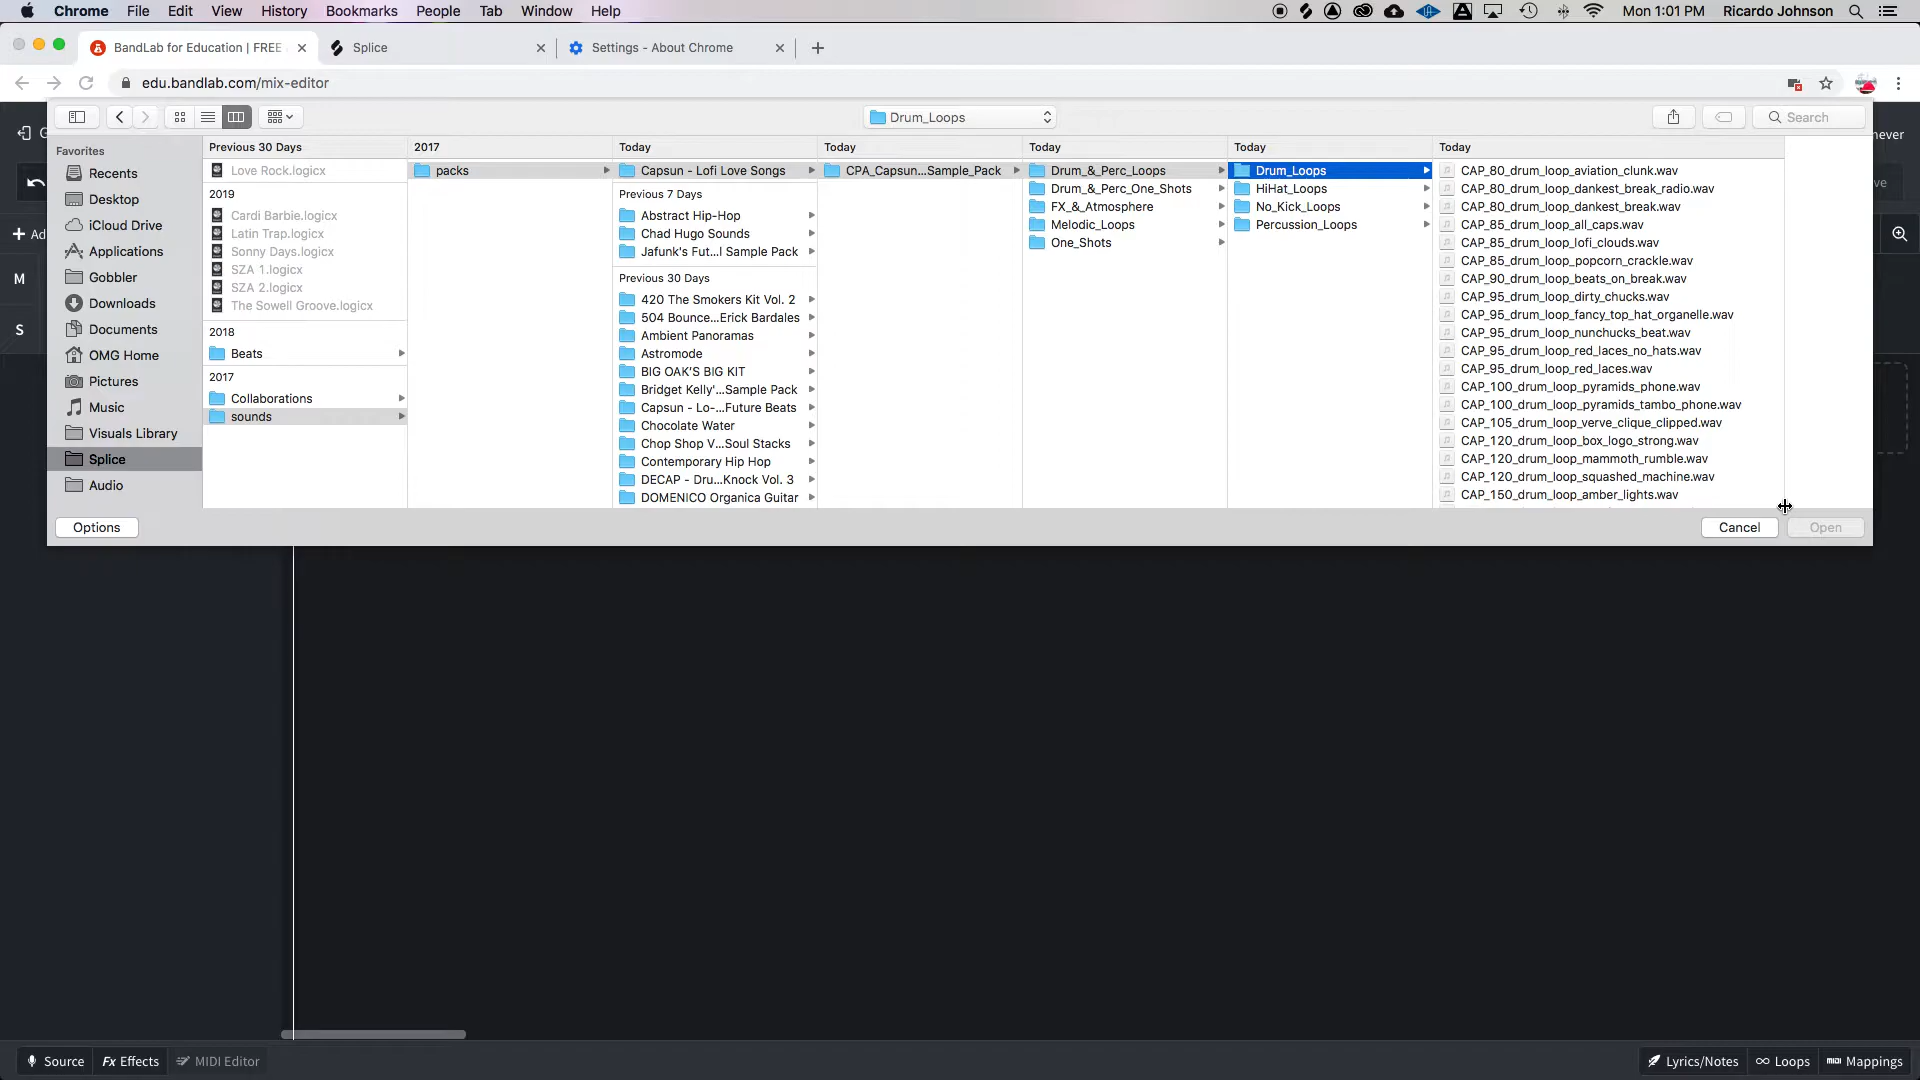 Chrome File Edit View History Bookmarks People Tab Window Help Mon 1:01 PM Ricardo Johnson
BandLab for Education | FREE Splice Settings - About Chrome
edu.bandlab.com/mix-editor
Drum_Loops Search
Favorites
Recents
Desktop
iCloud Drive
Applications
Gobbler
Downloads
Documents
OMG Home
Pictures
Music
Visuals Library
Splice
Audio
Previous 30 Days
Love Rock.logicx
2019
Cardi Barbie.logicx
Latin Trap.logicx
Sonny Days.logicx
SZA 1.logicx
SZA 2.logicx
The Sowell Groove.logicx
2018
Beats
2017
Collaborations
sounds
2017
packs
Today
Capsun - Lofi Love Songs
Previous 7 Days
Abstract Hip-Hop
Chad Hugo Sounds
Jafunk's Fut...l Sample Pack
Previous 30 Days
420 The Smokers Kit Vol. 2
504 Bounce...Erick Bardales
Ambient Panoramas
Astromode
BIG OAK'S BIG KIT
Bridget Kelly'...Sample Pack
Capsun - Lo-...Future Beats
Chocolate Water
Chop Shop V...Soul Stacks
Contemporary Hip Hop
DECAP - Dru...Knock Vol. 3
DOMENICO Organica Guitar
Today
CPA_Capsun...Sample_Pack
Today
Drum_&_Perc_Loops
Drum_&_Perc_One_Shots
FX_&_Atmosphere
Melodic_Loops
One_Shots
Today
Drum_Loops
HiHat_Loops
No_Kick_Loops
Percussion_Loops
Today
CAP_80_drum_loop_aviation_clunk.wav
CAP_80_drum_loop_dankest_break_radio.wav
CAP_80_drum_loop_dankest_break.wav
CAP_85_drum_loop_all_caps.wav
CAP_85_drum_loop_lofi_clouds.wav
CAP_85_drum_loop_popcorn_crackle.wav
CAP_90_drum_loop_beats_on_break.wav
CAP_95_drum_loop_dirty_chucks.wav
CAP_95_drum_loop_fancy_top_hat_organelle.wav
CAP_95_drum_loop_nunchucks_beat.wav
CAP_95_drum_loop_red_laces_no_hats.wav
CAP_95_drum_loop_red_laces.wav
CAP_100_drum_loop_pyramids_phone.wav
CAP_100_drum_loop_pyramids_tambo_phone.wav
CAP_105_drum_loop_verve_clique_clipped.wav
CAP_120_drum_loop_box_logo_strong.wav
CAP_120_drum_loop_mammoth_rumble.wav
CAP_120_drum_loop_squashed_machine.wav
CAP_150_drum_loop_amber_lights.wav
Options Cancel Open
Ad
M
S
Source Fx Effects MIDI Editor Lyrics/Notes Loops MIDI Mappings